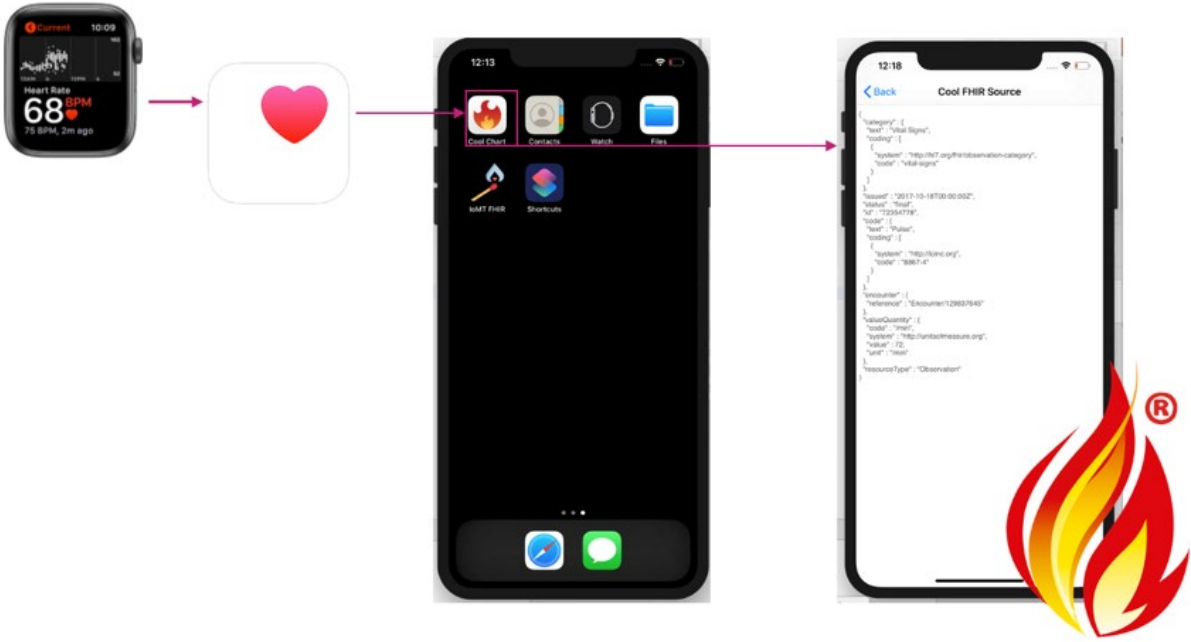 Current 10:09
Heart Rate
68 BPM
75 BPM, 2m ago
12:13
Cool Chart Contacts Watch Files
IoMT FHIR Shortcuts
12:18
Back Cool FHIR Source
{
"category" : {
"text" : "Vital Signs",
"coding" : [
{
"system" : "http://hl7.org/fhir/observation-category",
"code" : "vital-signs"
}
]
},
"issued" : "2017-10-18T00:00:00Z",
"status" : "final",
"code" : {
"text" : "Pulse",
"coding" : [
{
"system" : "http://loinc.org",
"code" : "8867-4"
}
]
},
"encounter" : {
},
"valueQuantity" : {
"code" : "/min",
"system" : "http://unitsofmeasure.org",
"value" : 72,
"unit" : "/min"
},
"resourceType" : "Observation"
}
®